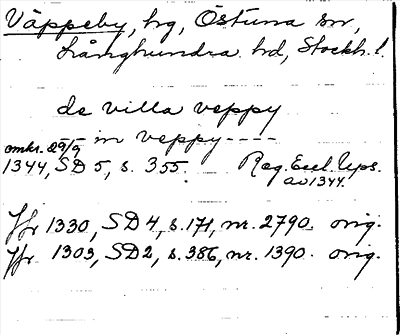 Väppeby, hg, Östuna sn,
Långhundra hd, Stockh. l.
de villa veppy
— in veppy ----
omkr. 29/9
1344, SD 5, s. 355. Reg. Eccl. Ups.
av 1344.
Jfr 1330, SD 4, s. 171, nr. 2790. orig.
Jfr 1303, SD 2, s. 386, nr. 1390. orig.